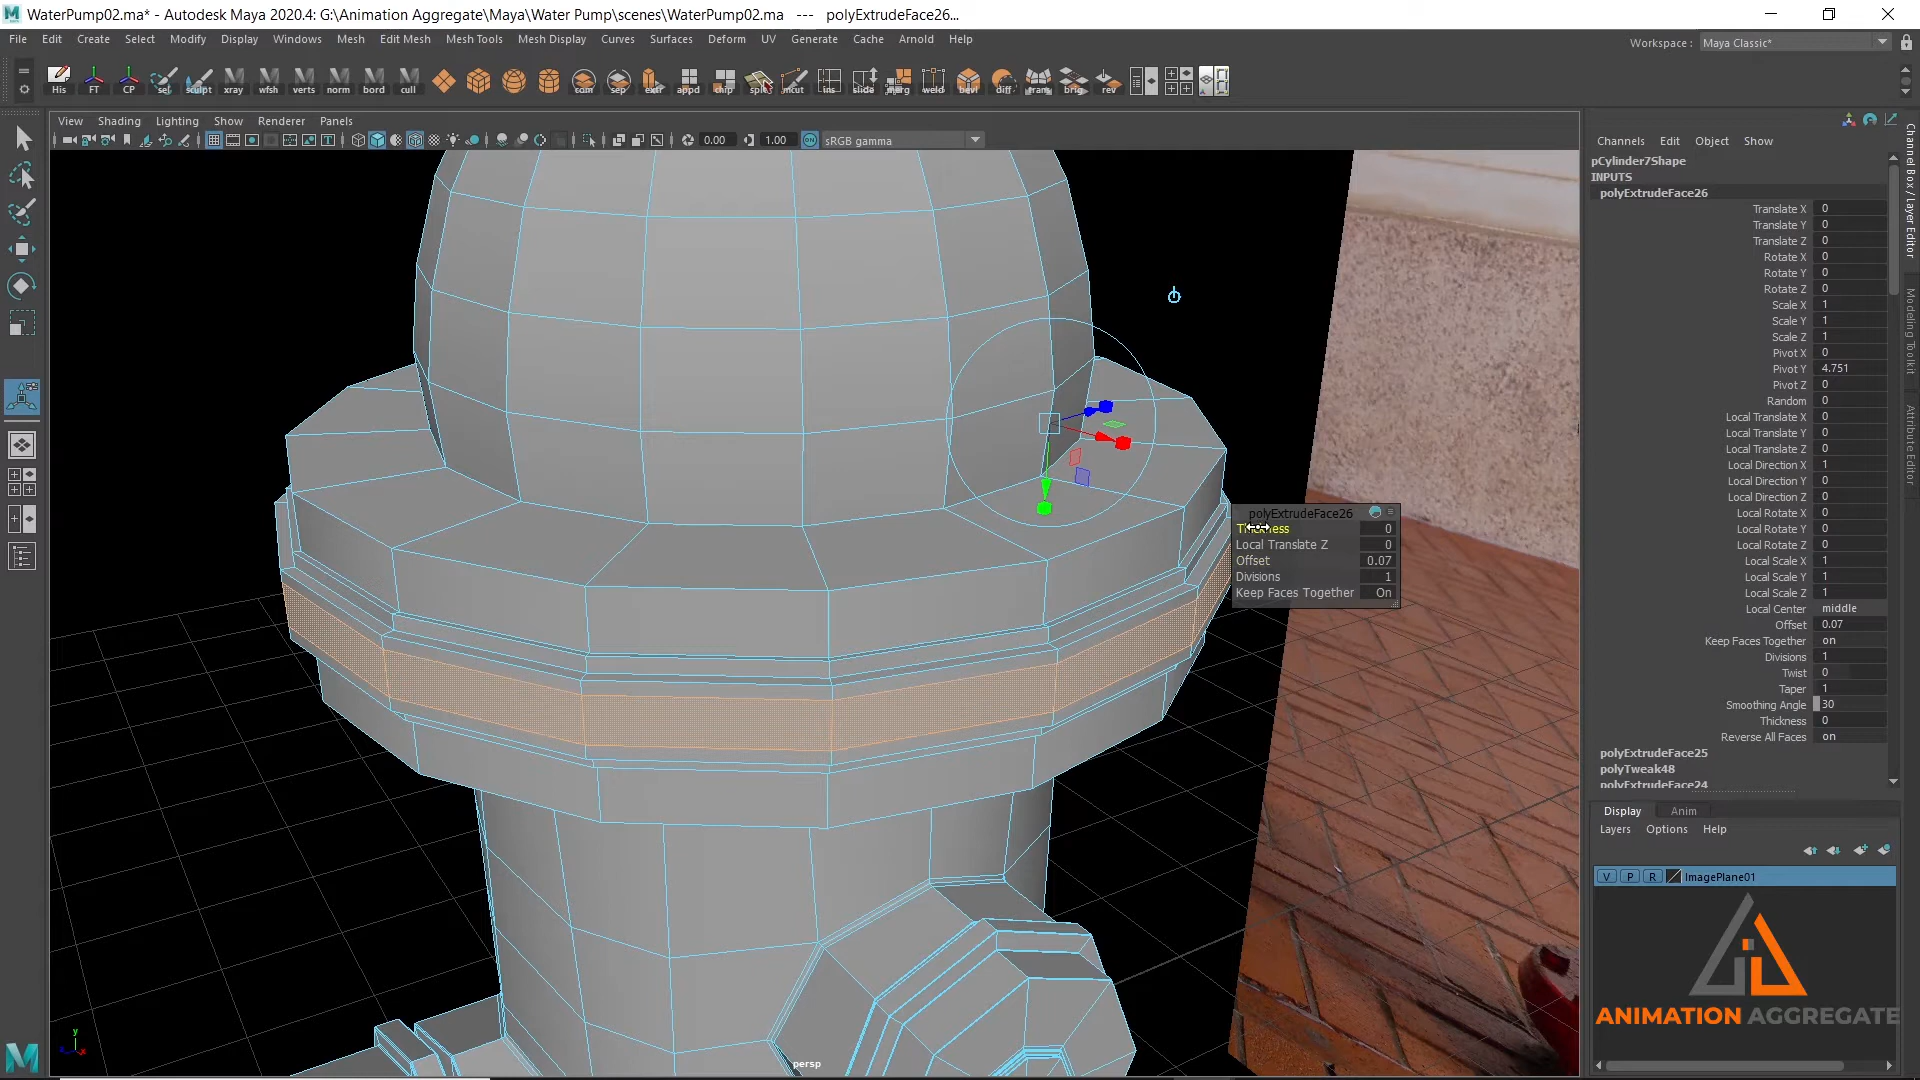 WaterPump02.ma* - Autodesk Maya 2020.4: G:\Animation Aggregate\Maya\Water Pump\scenes\WaterPump02.ma --- polyExtrudeFace26...
File Edit Create Select Modify Display Windows Mesh Edit Mesh Mesh Tools Mesh Display Curves Surfaces Deform UV Generate Cache Arnold Help
Workspace : Maya Classic*
His FT CP sel sculpt xray wfsh verts norm bord cull com sep extr appd chip split mcut ins slide merg weld bevl diff trans brig rev
View Shading Lighting Show Renderer Panels
0.00 1.00 sRGB gamma
Channels Edit Object Show
pCylinder7Shape
INPUTS
polyExtrudeFace26
Translate X 0
Translate Y 0
Translate Z 0
Rotate X 0
Rotate Y 0
Rotate Z 0
Scale X 1
Scale Y 1
Scale Z 1
Pivot X 0
Pivot Y 4.751
Pivot Z 0
Random 0
Local Translate X 0
Local Translate Y 0
Local Translate Z 0
Local Direction X 1
Local Direction Y 0
Local Direction Z 0
Local Rotate X 0
Local Rotate Y 0
Local Rotate Z 0
Local Scale X 1
Local Scale Y 1
Local Scale Z 1
Local Center middle
Offset 0.07
Keep Faces Together on
Divisions 1
Twist 0
Taper 1
Smoothing Angle 30
Thickness 0
Reverse All Faces on
polyExtrudeFace25
polyTweak48
polyExtrudeFace24
Channel Box / Layer Editor
Modeling Toolkit
Attribute Editor
polyExtrudeFace26
Thickness 0
Local Translate Z 0
Offset 0.07
Divisions 1
Keep Faces Together On
Display Anim
Layers Options Help
V P R ImagePlane01
ANIMATION AGGREGATE
persp
y
x